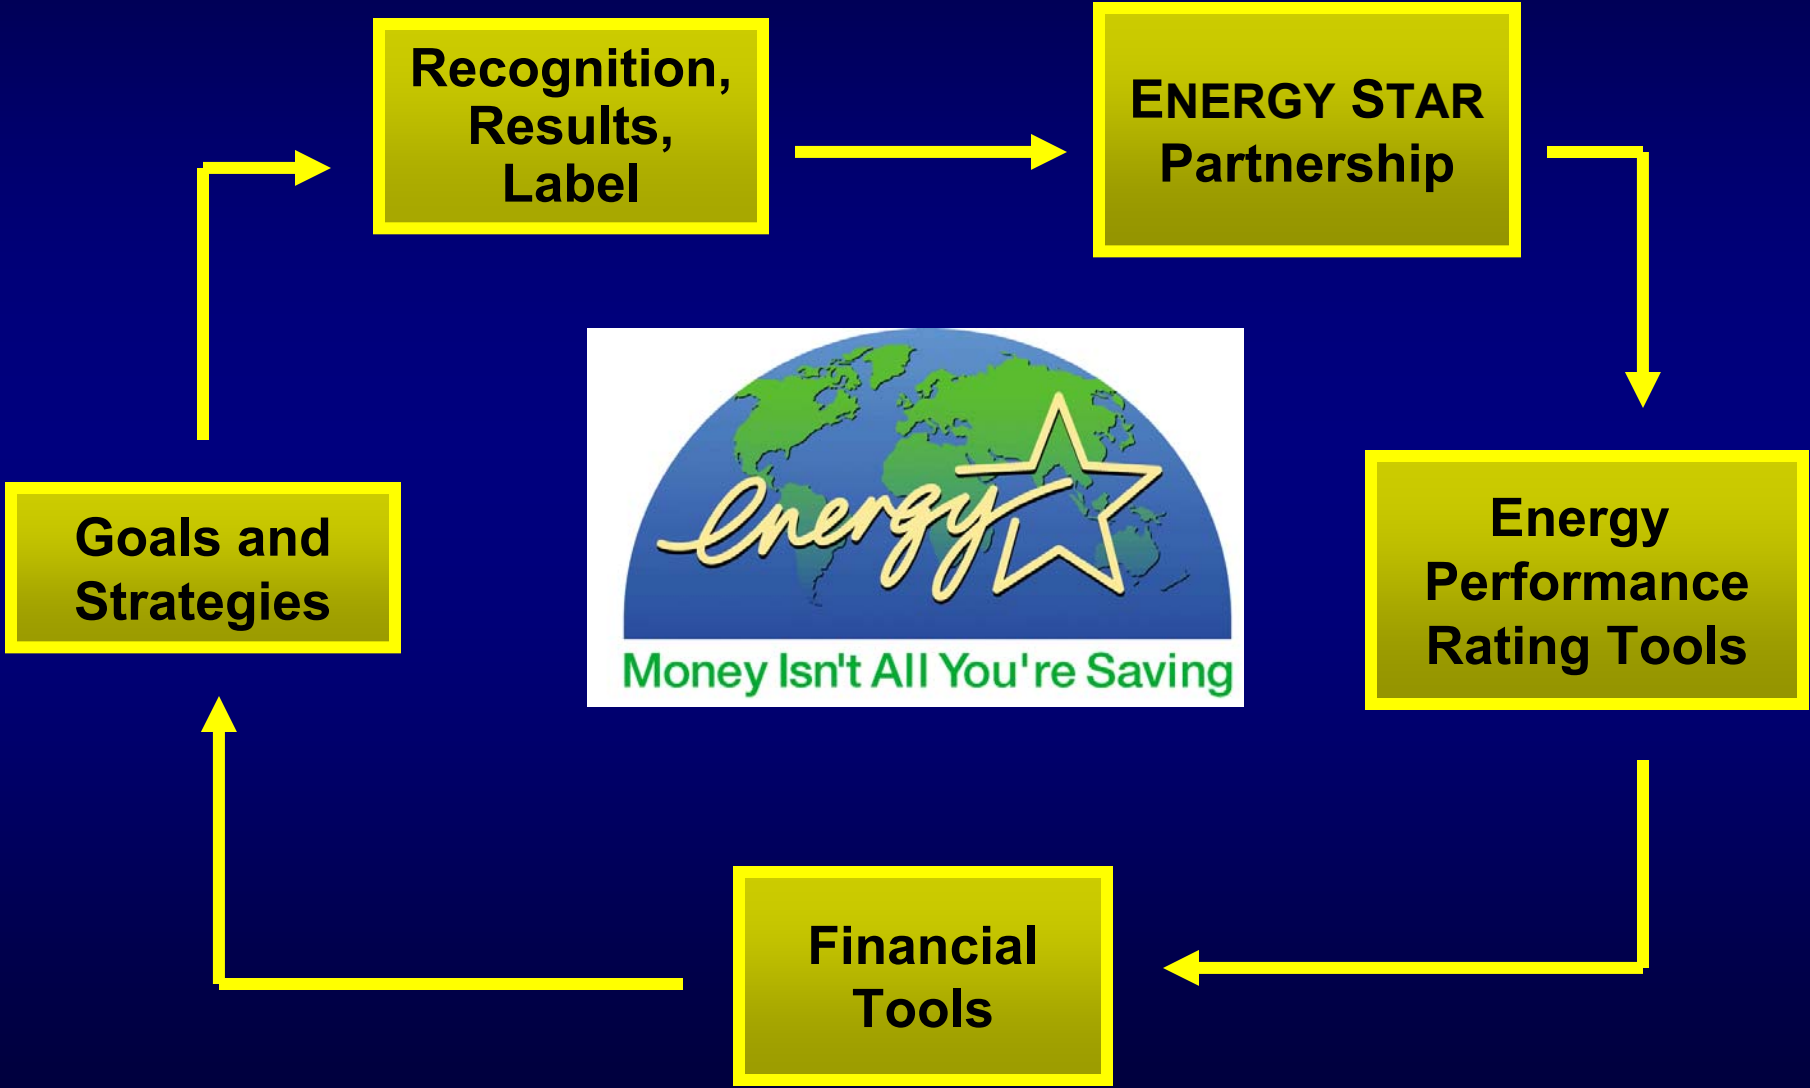 Recognition,
Results,
Label
ENERGY STAR
Partnership
energy
Money Isn't All You're Saving
Goals and
Strategies
Energy
Performance
Rating Tools
Financial
Tools